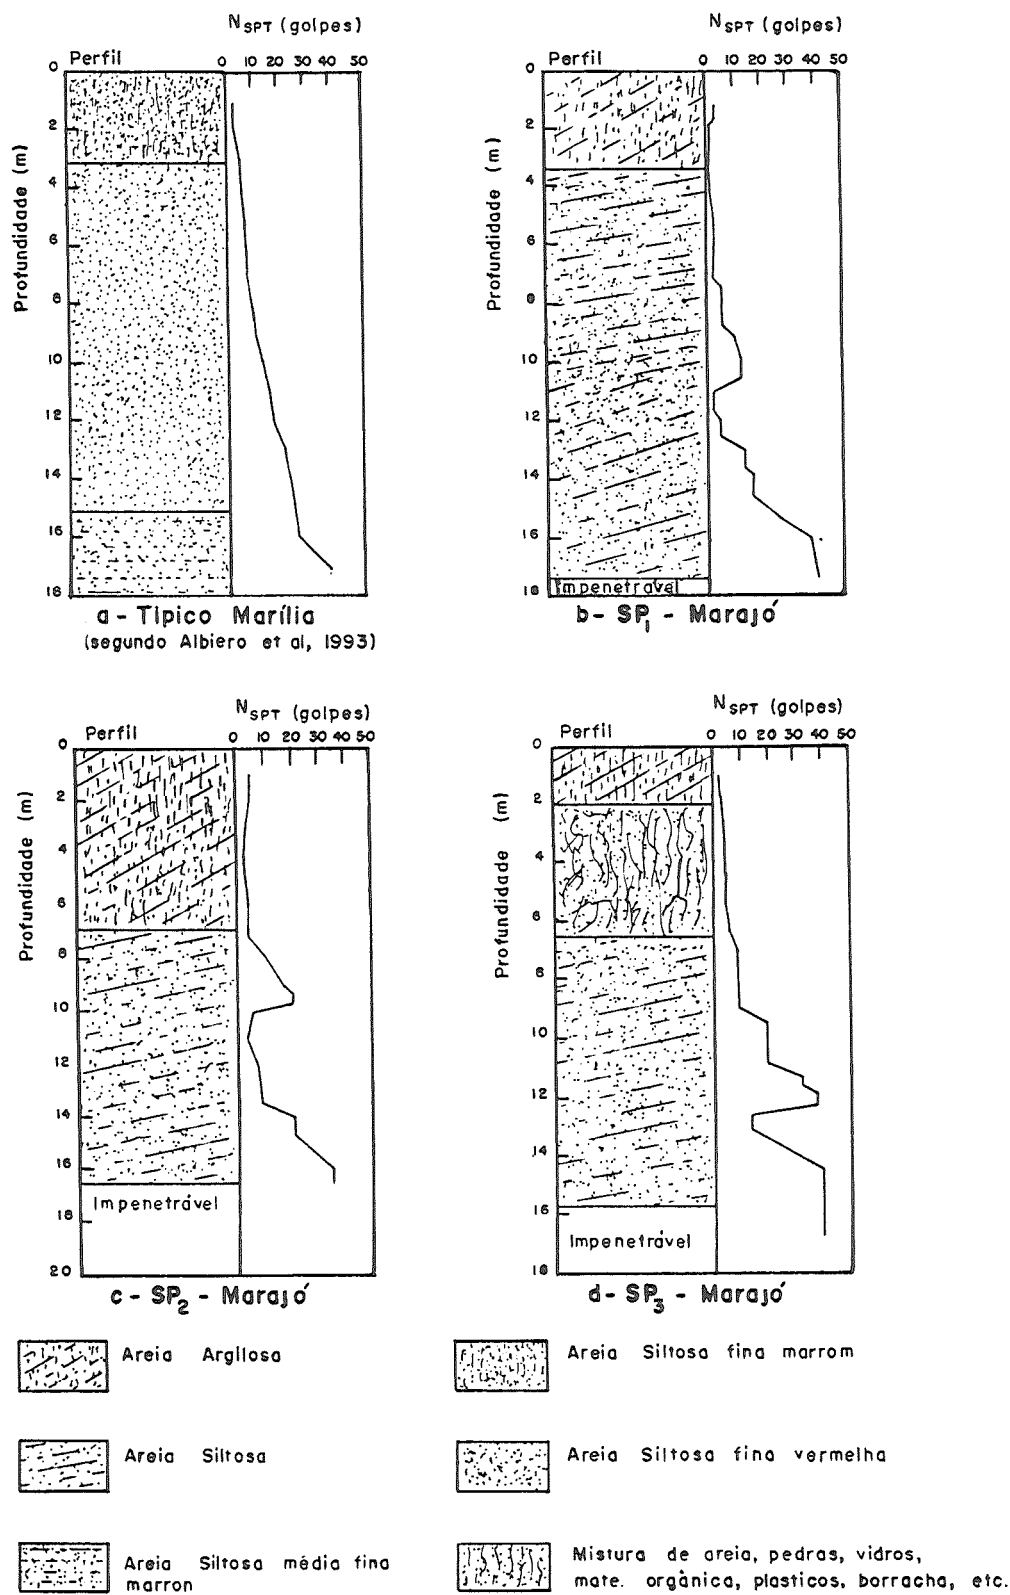 N_SPT (golpes)
Perfil
0 10 20 30 40 50
Profundidade (m)
0
2
4
6
8
10
12
14
16
18
a - Típico Marília
(segundo Albiero et al, 1993)
N_SPT (golpes)
Perfil
0 10 20 30 40 50
Profundidade (m)
0
2
4
6
8
10
12
14
16
18
Impenetrável
b - SP1 - Marajó
N_SPT (golpes)
Perfil
0 10 20 30 40 50
Profundidade (m)
0
2
4
6
8
10
12
14
16
18
20
Impenetrável
c - SP2 - Marajó
N_SPT (golpes)
Perfil
0 10 20 30 40 50
Profundidade (m)
0
2
4
6
8
10
12
14
16
18
Impenetrável
d - SP3 - Marajó
Areia Argilosa
Areia Siltosa fina marrom
Areia Siltosa
Areia Siltosa fina vermelha
Areia Siltosa média fina
marron
Mistura de areia, pedras, vidros,
mate. orgânica, plasticos, borracha, etc.